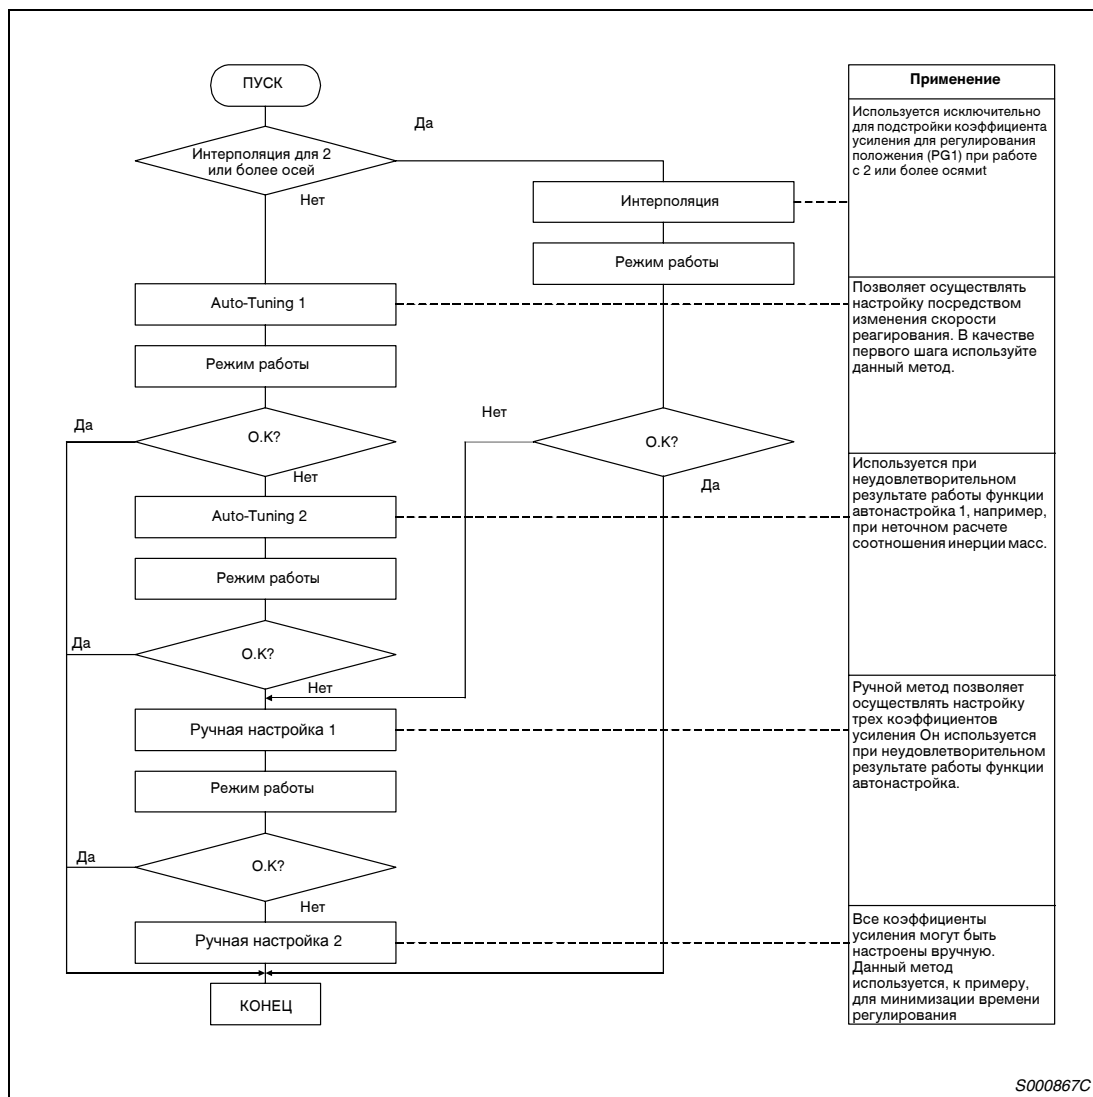 ПУСК
Да
Интерполяция для 2
или более осей
Нет
Интерполяция
Режим работы
Auto-Tuning 1
Режим работы
Да
O.K?
Нет
Нет
O.K?
Да
Auto-Tuning 2
Режим работы
Да
O.K?
Нет
Ручная настройка 1
Режим работы
Да
O.K?
Нет
Ручная настройка 2
КОНЕЦ
Применение
Используется исключительно
для подстройки коэффициента
усиления для регулирования
положения (PG1) при работе
с 2 или более осямиt
Позволяет осуществлять
настройку посредством
изменения скорости
реагирования. В качестве
первого шага используйте
данный метод.
Используется при
неудовлетворительном
результате работы функции
автонастройка 1, например,
при неточном расчете
соотношения инерции масс.
Ручной метод позволяет
осуществлять настройку
трех коэффициентов
усиления Он используется
при неудовлетворительном
результате работы функции
автонастройка.
Все коэффициенты
усиления могут быть
настроены вручную.
Данный метод
используется, к примеру,
для минимизации времени
регулирования
S000867C